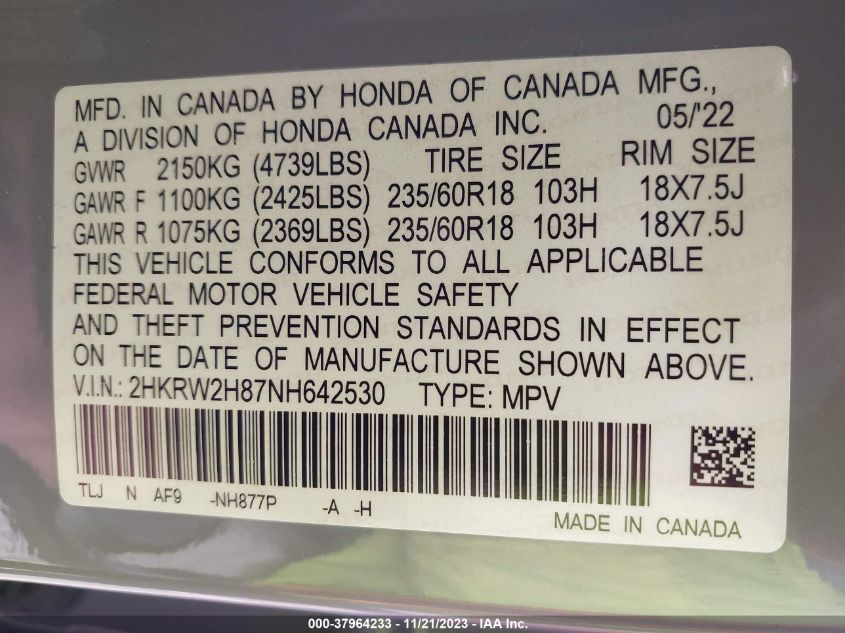 MFD. IN CANADA BY HONDA OF CANADA MFG.,
A DIVISION OF HONDA CANADA INC. 05/'22
GVWR 2150KG (4739LBS) TIRE SIZE RIM SIZE
GAWR F 1100KG (2425LBS) 235/60R18 103H 18X7.5J
GAWR R 1075KG (2369LBS) 235/60R18 103H 18X7.5J
THIS VEHICLE CONFORMS TO ALL APPLICABLE
FEDERAL MOTOR VEHICLE SAFETY
AND THEFT PREVENTION STANDARDS IN EFFECT
ON THE DATE OF MANUFACTURE SHOWN ABOVE.
V.I.N.: 2HKRW2H87NH642530 TYPE: MPV
TLJ N AF9 -NH877P -A -H
MADE IN CANADA
000-37964233 - 11/21/2023 - IAA Inc.